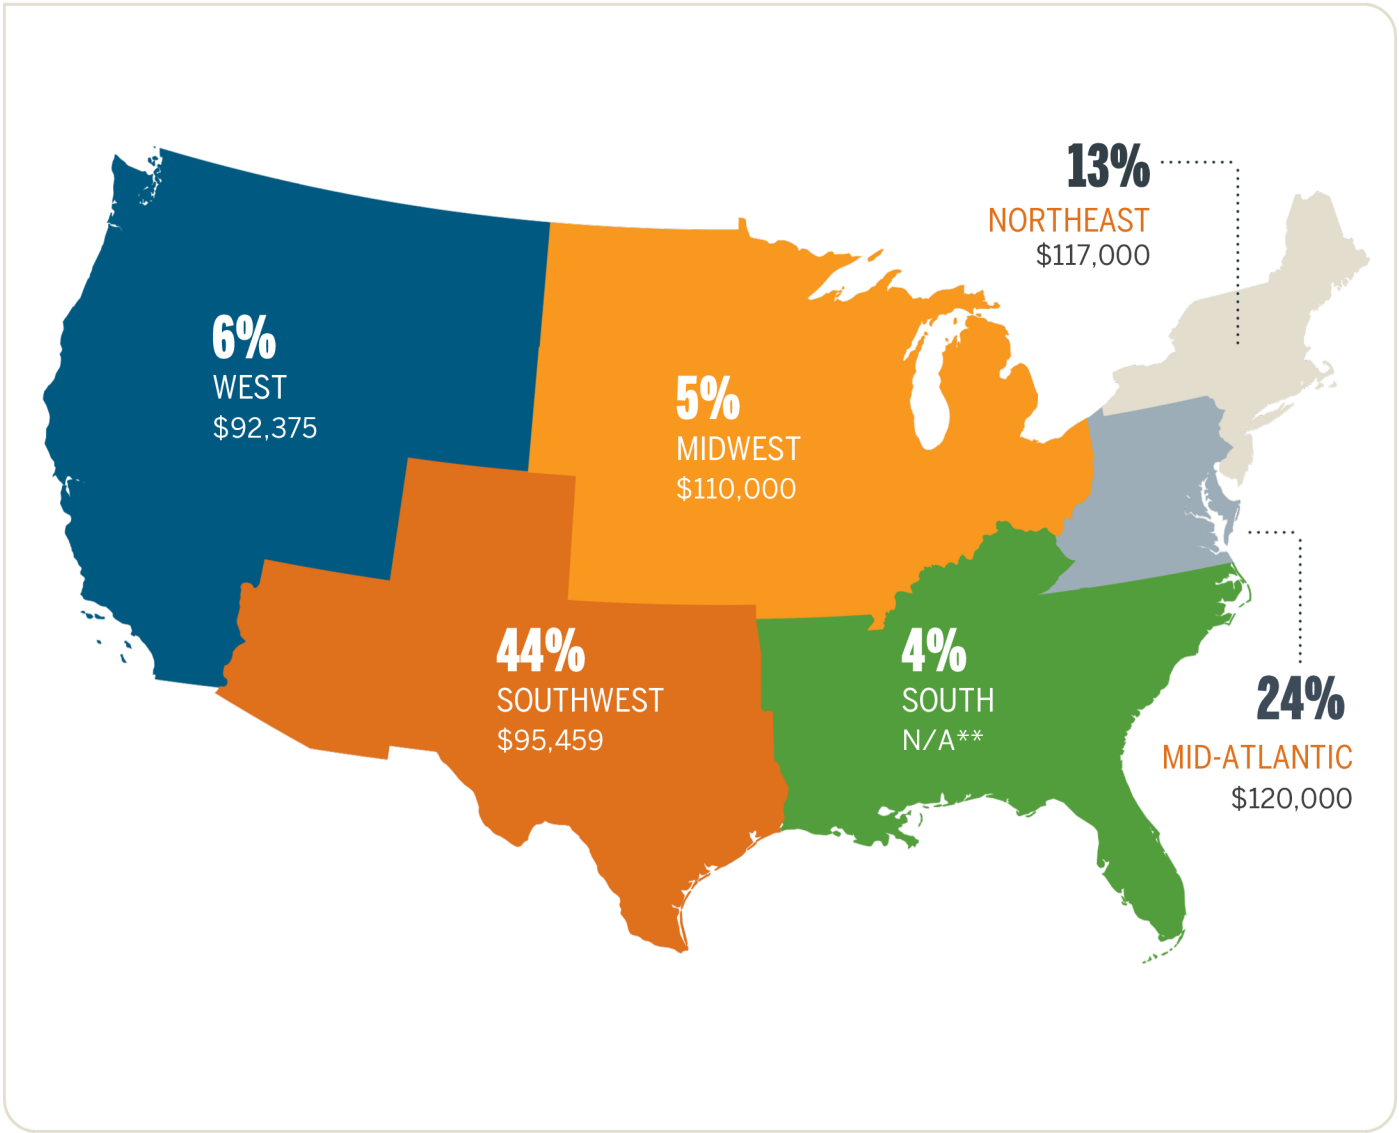 13%
NORTHEAST
$117,000
6%
WEST
$92,375
5%
MIDWEST
$110,000
44%
SOUTHWEST
$95,459
4%
SOUTH
N/A**
24%
MID-ATLANTIC
$120,000